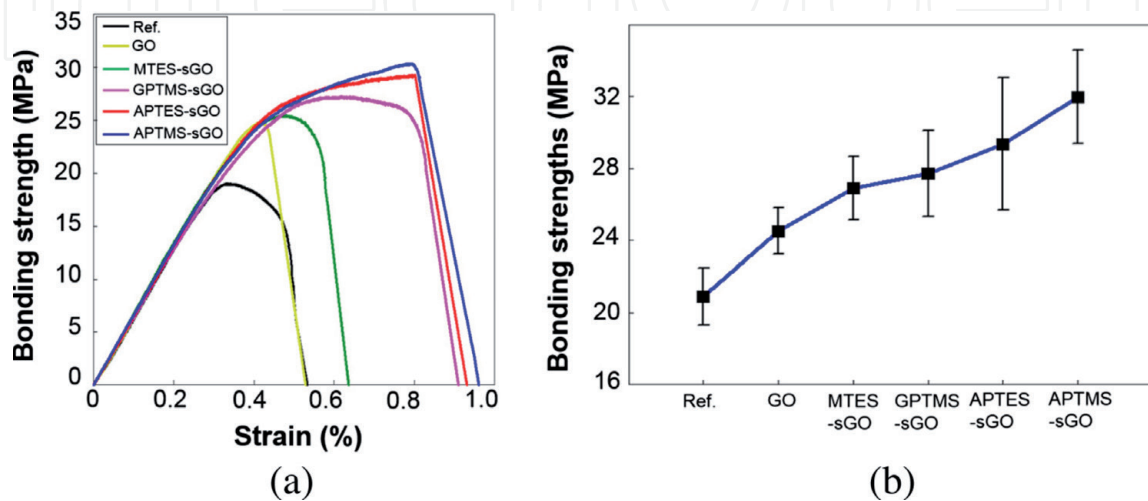 35
30
25
20
15
10
5
0
Bonding strength (MPa)
Ref.
GO
MTES-sGO
GPTMS-sGO
APTES-sGO
APTMS-sGO
0 0.2 0.4 0.6 0.8 1.0
Strain (%)
(a)
32
28
24
20
16
Bonding strengths (MPa)
Ref. GO MTES GPTMS APTES APTMS
-sGO -sGO -sGO -sGO
(b)